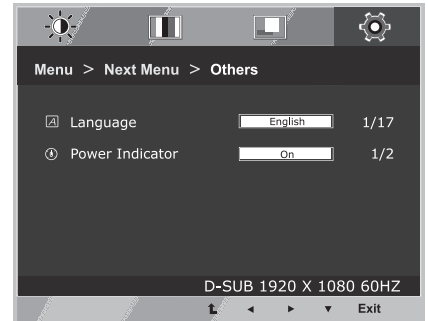 Menu > Next Menu > Others
Language English 1/17
Power Indicator On 1/2
D-SUB 1920 X 1080 60HZ
Exit